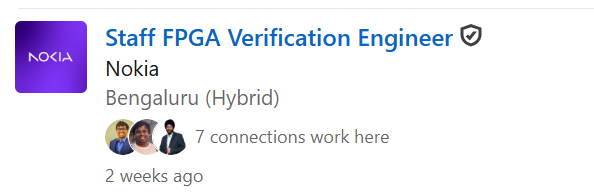 NOKIA
Staff FPGA Verification Engineer
Nokia
Bengaluru (Hybrid)
7 connections work here
2 weeks ago